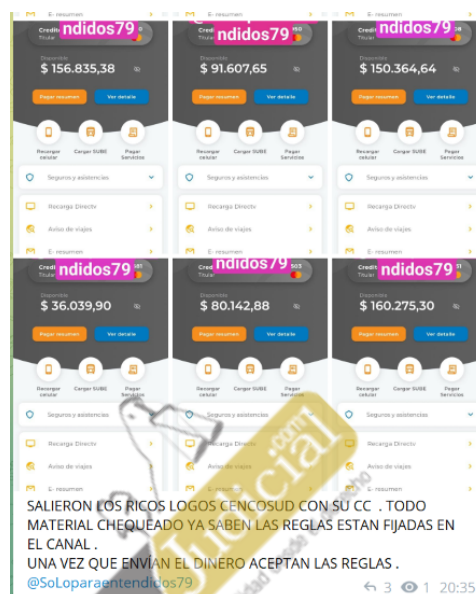 E- resumen
E- resumen
E- resumen
ndidos79
ndidos79
ndidos79
Disponible
Disponible
Disponible
$ 156.835,38
$ 91.607,65
$ 150.364,64
Pagar resumen Ver detalle
Pagar resumen Ver detalle
Pagar resumen Ver detalle
Recargar celular Cargar SUBE Pagar Servicios
Recargar celular Cargar SUBE Pagar Servicios
Recargar celular Cargar SUBE Pagar Servicios
Seguros y asistencias
Seguros y asistencias
Seguros y asistencias
Recarga Directv
Recarga Directv
Recarga Directv
Aviso de viajes
Aviso de viajes
Aviso de viajes
E- resumen
E- resumen
E- resumen
ndidos79
ndidos79
ndidos79
Disponible
Disponible
Disponible
$ 36.039,90
$ 80.142,88
$ 160.275,30
Pagar resumen Ver detalle
Pagar resumen Ver detalle
Pagar resumen Ver detalle
Recargar celular Cargar SUBE Pagar Servicios
Recargar celular Cargar SUBE Pagar Servicios
Recargar celular Cargar SUBE Pagar Servicios
Seguros y asistencias
Seguros y asistencias
Seguros y asistencias
Recarga Directv
Recarga Directv
Recarga Directv
Aviso de viajes
Aviso de viajes
Aviso de viajes
E- resumen
E- resumen
E- resumen
SALIERON LOS RICOS LOGOS CENCOSUD CON SU CC . TODO
MATERIAL CHEQUEADO YA SABEN LAS REGLAS ESTAN FIJADAS EN
EL CANAL .
UNA VEZ QUE ENVÍAN EL DINERO ACEPTAN LAS REGLAS .
@SoLoparaentendidos79
3 1 20:35
Judicial
.com